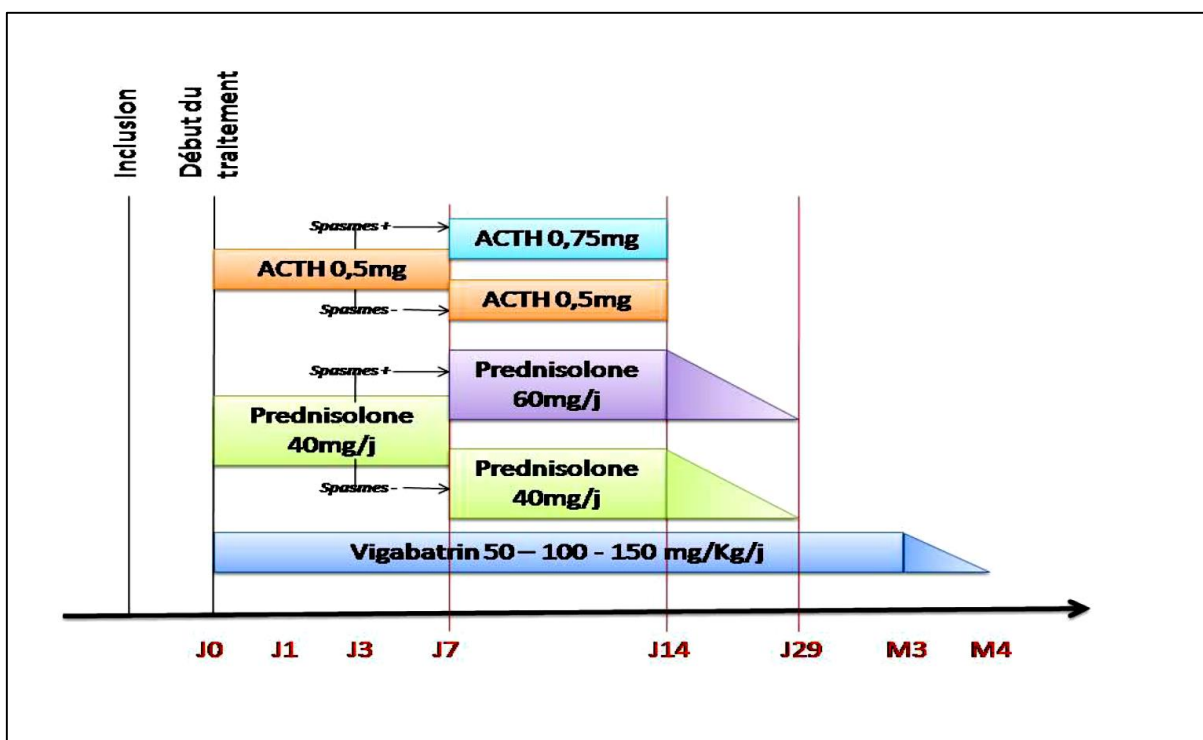 Inclusion
Début du
traitement
Spasmes +
ACTH 0,75mg
ACTH 0,5mg
ACTH 0,5mg
Spasmes -
Spasmes +
Prednisolone
60mg/j
Prednisolone
40mg/j
Prednisolone
40mg/j
Spasmes -
Vigabatrin 50 – 100 - 150 mg/Kg/j
J0 J1 J3 J7 J14 J29 M3 M4